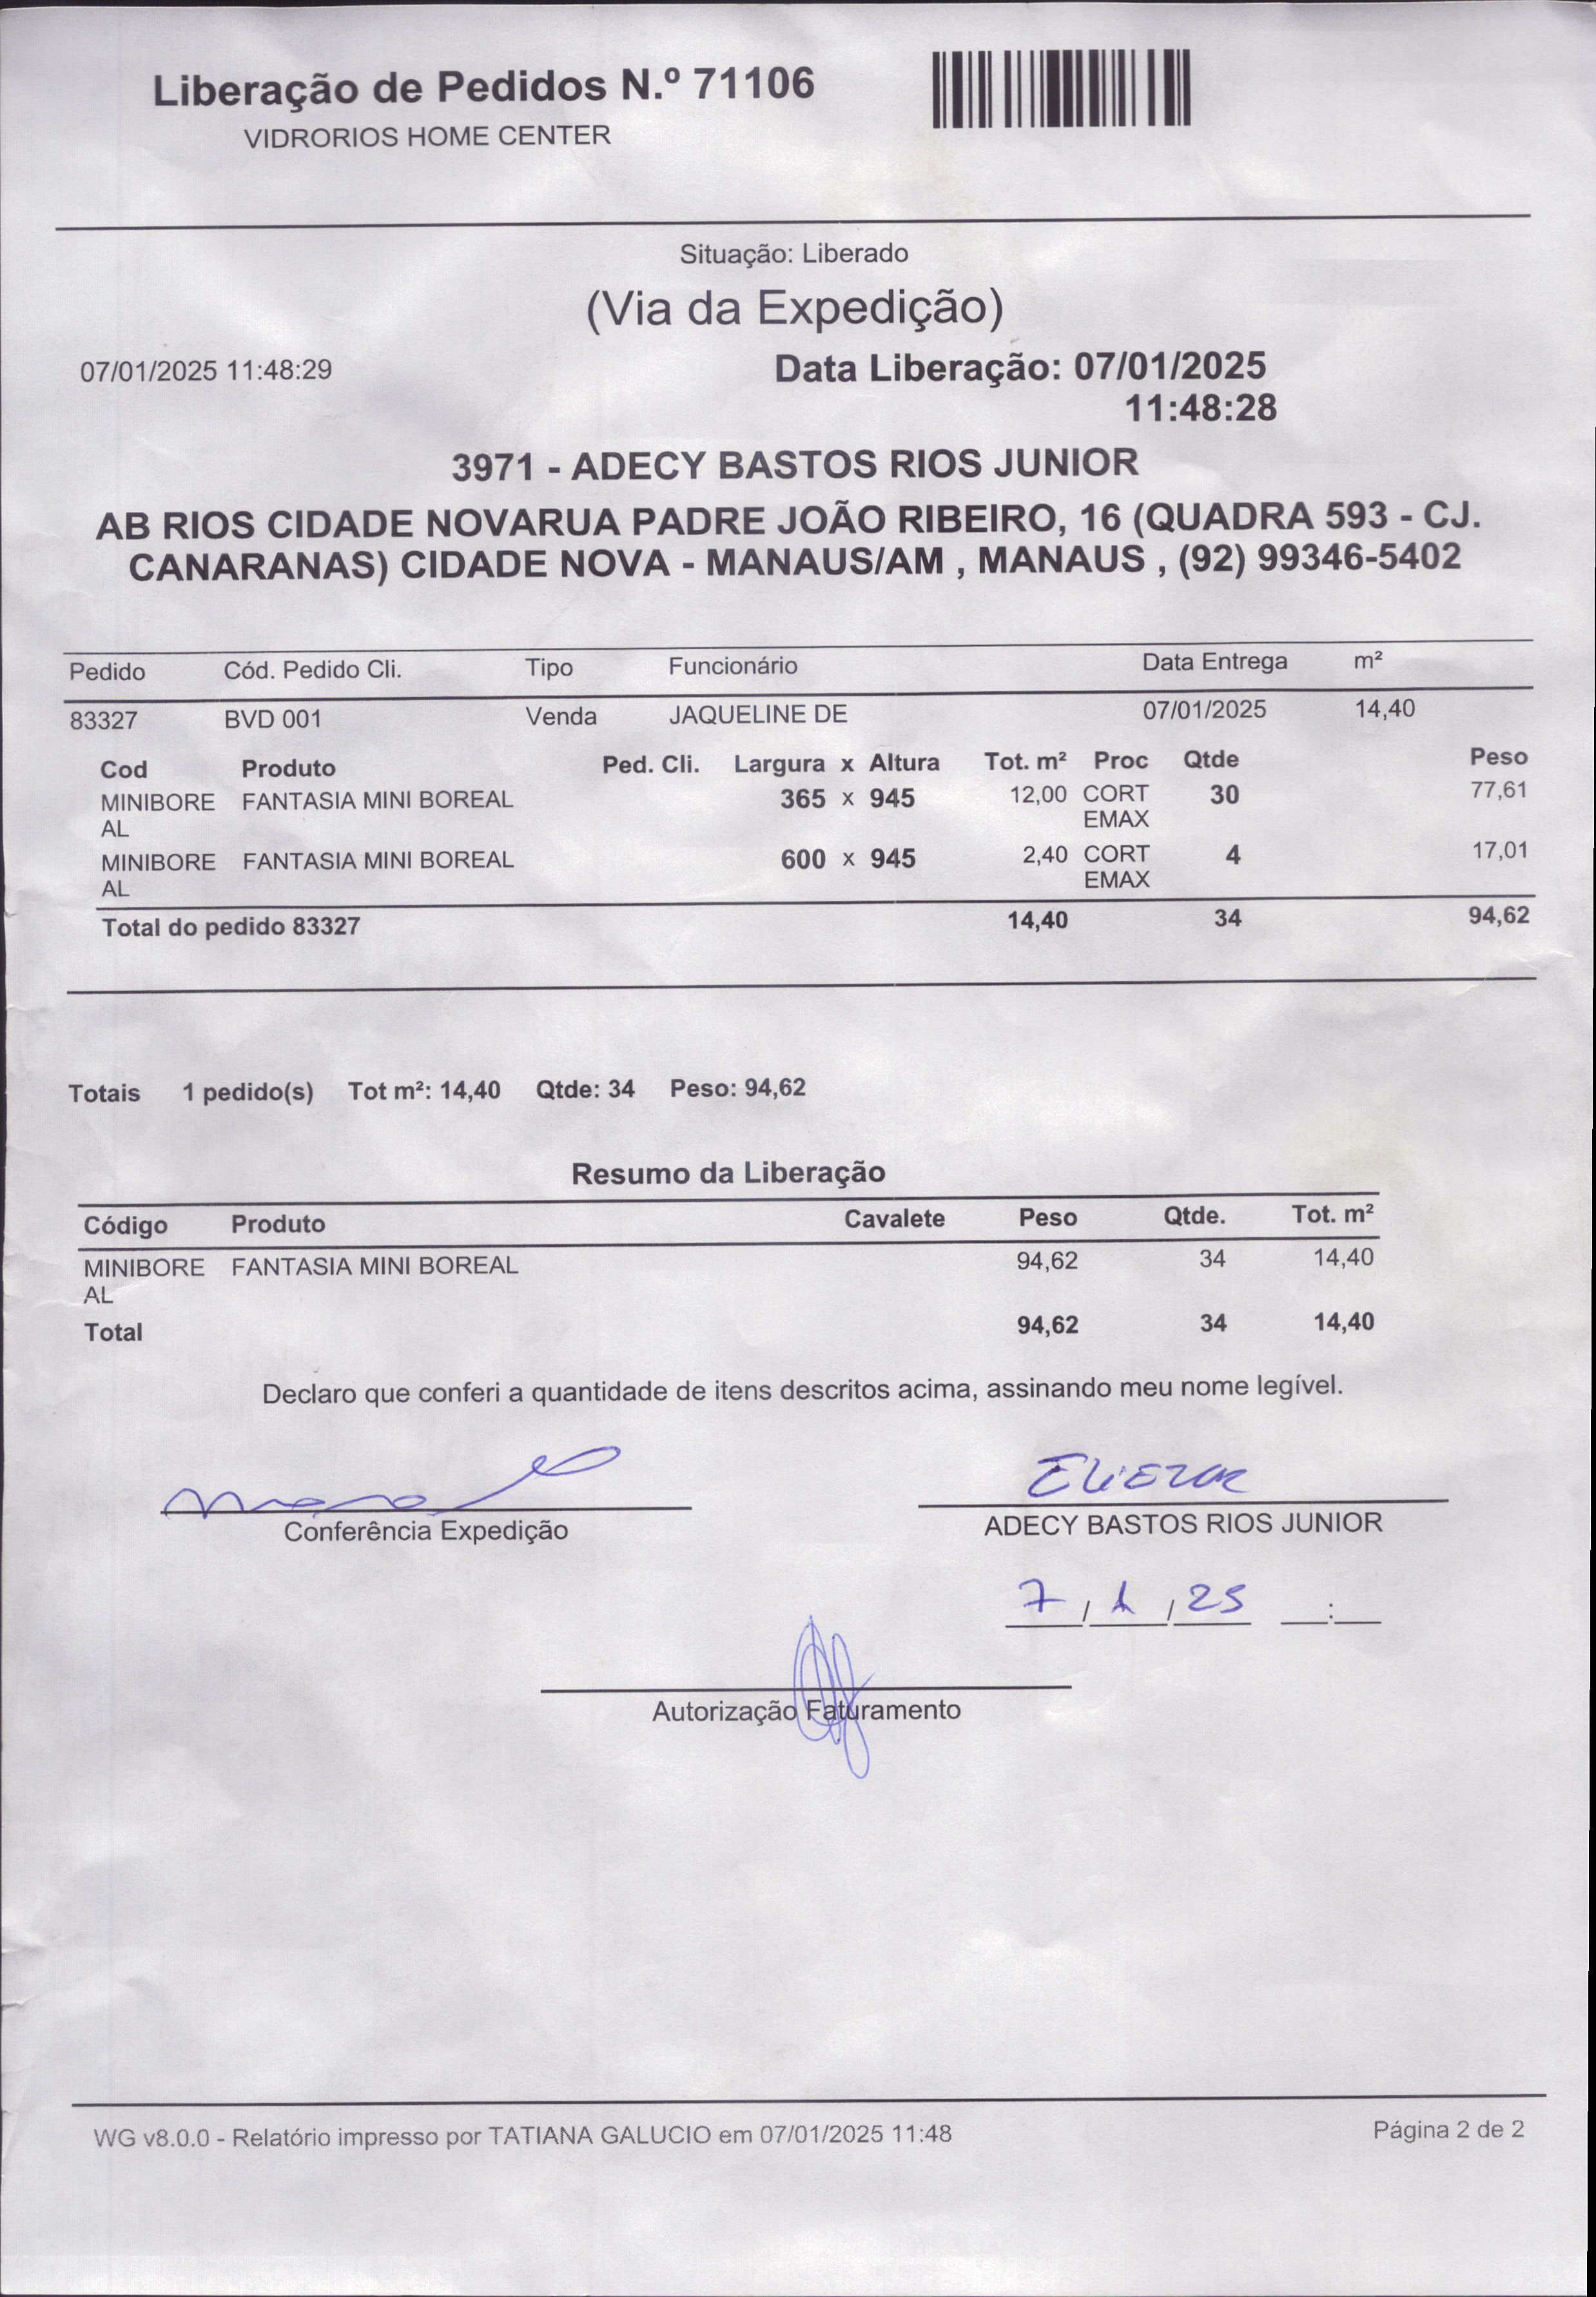 Liberação de Pedidos N.º 71106
VIDRORIOS HOME CENTER
Situação: Liberado
(Via da Expedição)
07/01/2025 11:48:29
Data Liberação: 07/01/2025
11:48:28
3971 - ADECY BASTOS RIOS JUNIOR
AB RIOS CIDADE NOVARUA PADRE JOÃO RIBEIRO, 16 (QUADRA 593 - CJ.
CANARANAS) CIDADE NOVA - MANAUS/AM , MANAUS , (92) 99346-5402
Pedido Cód. Pedido Cli. Tipo Funcionário Data Entrega m²
83327 BVD 001 Venda JAQUELINE DE 07/01/2025 14,40
Cod Produto Ped. Cli. Largura x Altura Tot. m² Proc Qtde Peso
MINIBORE FANTASIA MINI BOREAL 365 x 945 12,00 CORT 30 77,61
AL EMAX
MINIBORE FANTASIA MINI BOREAL 600 x 945 2,40 CORT 4 17,01
AL EMAX
Total do pedido 83327 14,40 34 94,62
Totais 1 pedido(s) Tot m²: 14,40 Qtde: 34 Peso: 94,62
Resumo da Liberação
Código Produto Cavalete Peso Qtde. Tot. m²
MINIBORE FANTASIA MINI BOREAL 94,62 34 14,40
AL
Total 94,62 34 14,40
Declaro que conferi a quantidade de itens descritos acima, assinando meu nome legível.
Conferência Expedição
ADECY BASTOS RIOS JUNIOR
7 / 1 / 25 __:__
Autorização Faturamento
WG v8.0.0 - Relatório impresso por TATIANA GALUCIO em 07/01/2025 11:48
Página 2 de 2